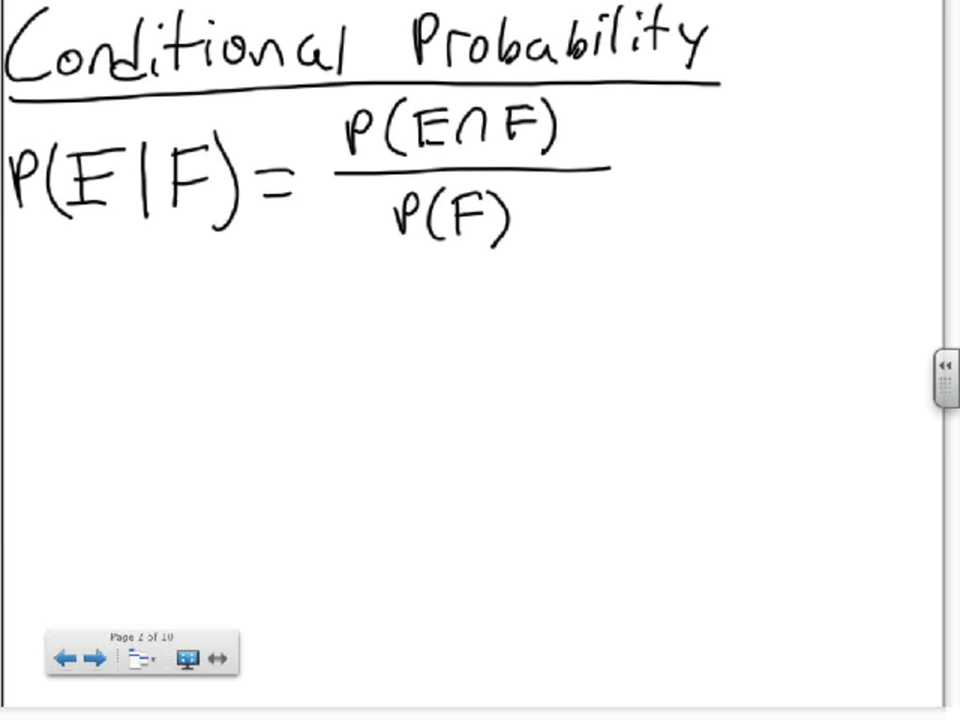 Conditional Probability
P(E|F) = P(E∩F) / P(F)
Page 2 of 10